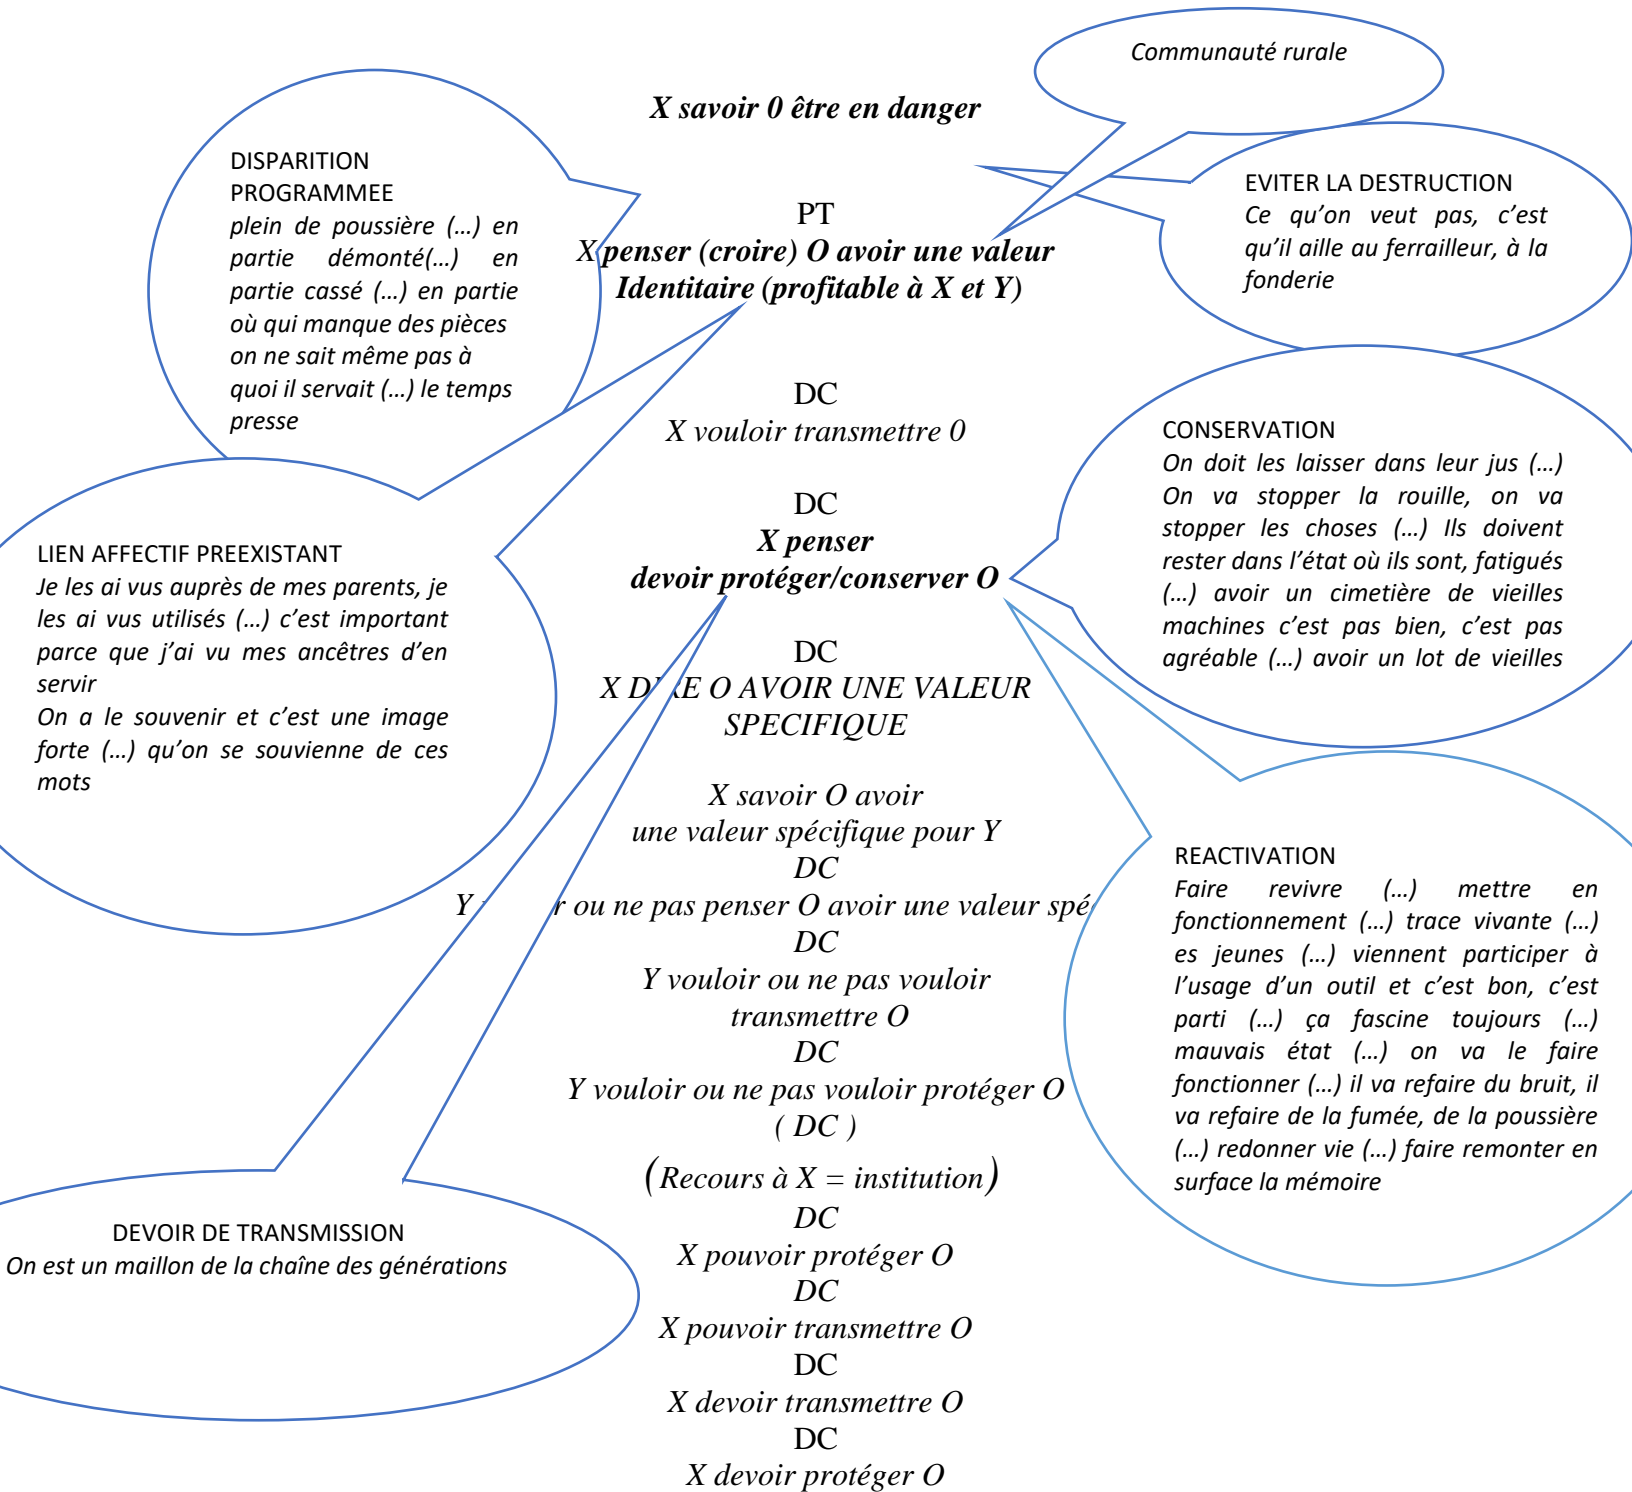 Communauté rurale
X savoir 0 être en danger
DISPARITION
PROGRAMMEE
plein de poussière (…) en
partie démonté(…) en
partie cassé (…) en partie
où qui manque des pièces
on ne sait même pas à
quoi il servait (…) le temps
presse
EVITER LA DESTRUCTION
Ce qu'on veut pas, c'est
qu'il aille au ferrailleur, à la
fonderie
PT
X penser (croire) O avoir une valeur
Identitaire (profitable à X et Y)
DC
X vouloir transmettre 0
DC
X penser
devoir protéger/conserver O
CONSERVATION
On doit les laisser dans leur jus (…)
On va stopper la rouille, on va
stopper les choses (…) Ils doivent
rester dans l'état où ils sont, fatigués
(…) avoir un cimetière de vieilles
machines c'est pas bien, c'est pas
agréable (…) avoir un lot de vieilles
LIEN AFFECTIF PREEXISTANT
Je les ai vus auprès de mes parents, je
les ai vus utilisés (…) c'est important
parce que j'ai vu mes ancêtres d'en
servir
On a le souvenir et c'est une image
forte (…) qu'on se souvienne de ces
mots
DC
X O AVOIR UNE VALEUR
SPECIFIQUE
X savoir O avoir
une valeur spécifique pour Y
DC
Y ou ne pas penser O avoir une valeur
DC
Y vouloir ou ne pas vouloir
transmettre O
DC
Y vouloir ou ne pas vouloir protéger O
( DC )
(Recours à X = institution)
DC
X pouvoir protéger O
DC
X pouvoir transmettre O
DC
X devoir transmettre O
DC
X devoir protéger O
REACTIVATION
Faire revivre (…) mettre en
fonctionnement (…) trace vivante (…)
es jeunes (…) viennent participer à
l'usage d'un outil et c'est bon, c'est
parti (…) ça fascine toujours (…)
mauvais état (…) on va le faire
fonctionner (…) il va refaire du bruit, il
va refaire de la fumée, de la poussière
(…) redonner vie (…) faire remonter en
surface la mémoire
DEVOIR DE TRANSMISSION
On est un maillon de la chaîne des générations